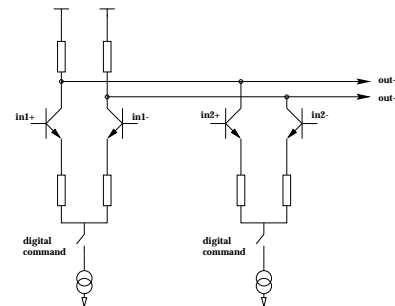 out-
out-
in1+
in1-
in2+
in2-
digital
command
digital
command